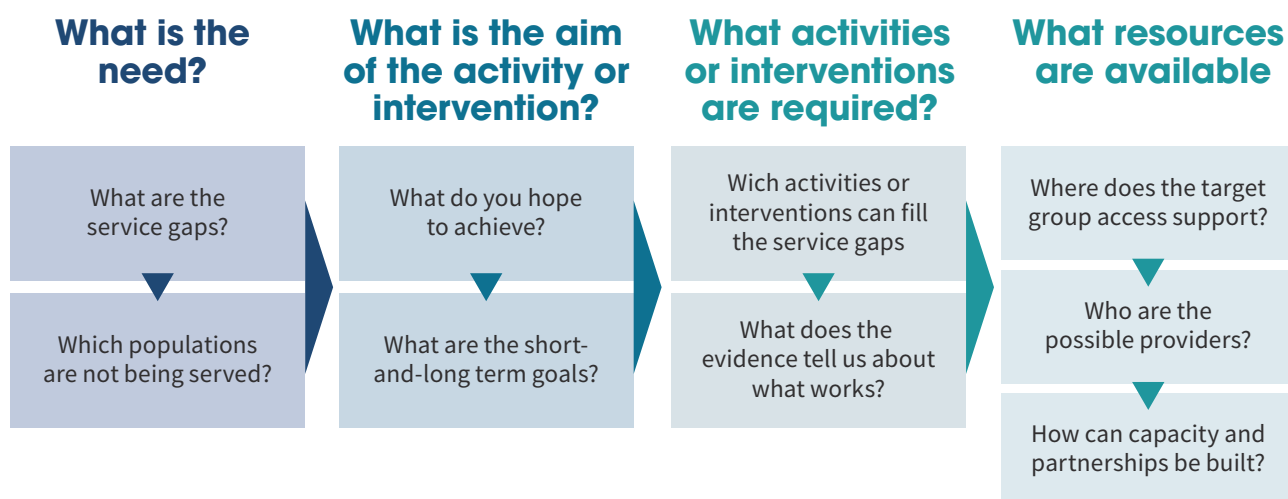 What is the
need?
What are the
service gaps?
Which populations
are not being served?
What is the aim
of the activity or
intervention?
What do you hope
to achieve?
What are the short-
and-long term goals?
What activities
or interventions
are required?
Wich activities or
interventions can fill
the service gaps
What does the
evidence tell us about
what works?
What resources
are available
Where does the target
group access support?
Who are the
possible providers?
How can capacity and
partnerships be built?